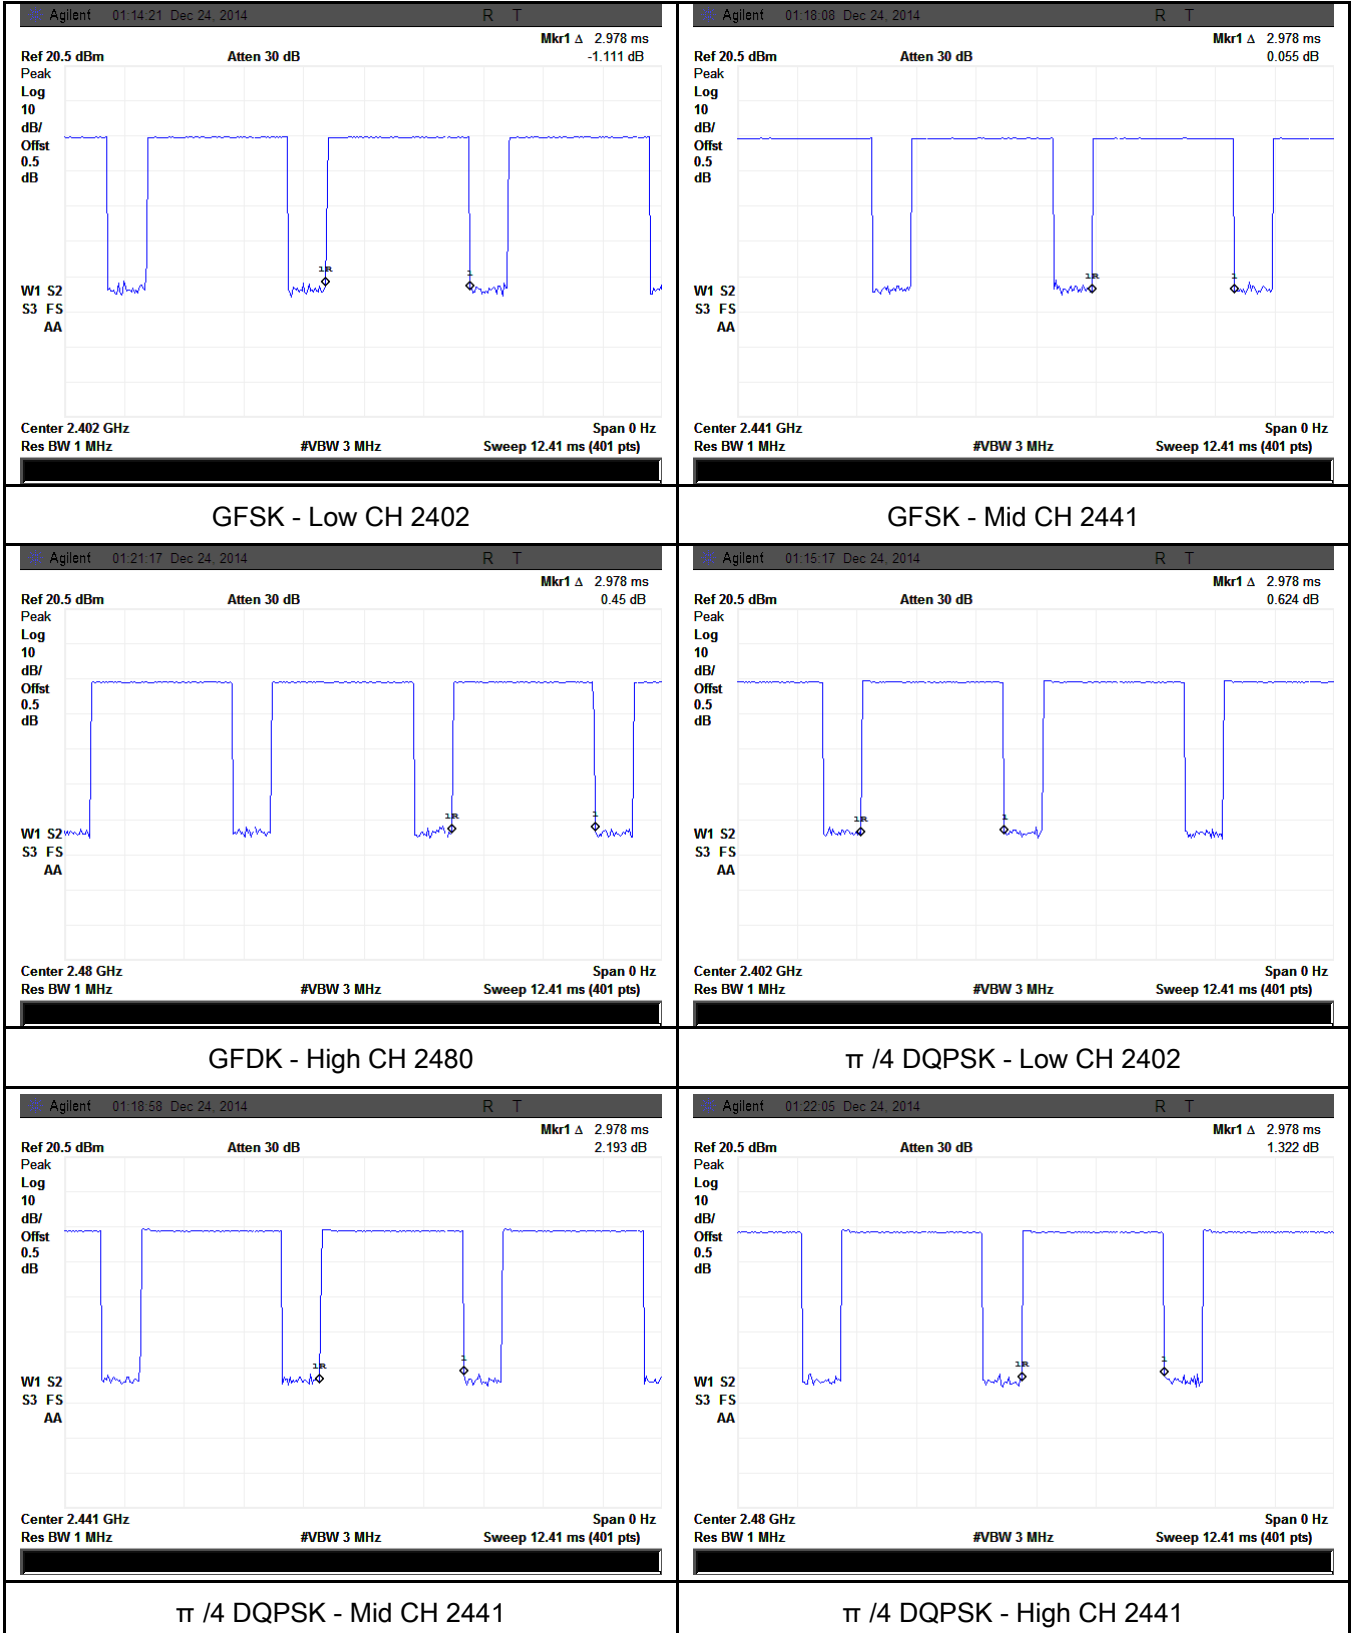 Agilent 01:14:21 Dec 24, 2014 R T
Mkr1 Δ 2.978 ms
Ref 20.5 dBm Atten 30 dB -1.111 dB
Peak
Log
10
dB/
Offst
0.5
dB
1R
1
W1 S2
S3 FS
AA
Center 2.402 GHz Span 0 Hz
Res BW 1 MHz #VBW 3 MHz Sweep 12.41 ms (401 pts)
GFSK - Low CH 2402
Agilent 01:18:08 Dec 24, 2014 R T
Mkr1 Δ 2.978 ms
Ref 20.5 dBm Atten 30 dB 0.055 dB
Peak
Log
10
dB/
Offst
0.5
dB
1R
1
W1 S2
S3 FS
AA
Center 2.441 GHz Span 0 Hz
Res BW 1 MHz #VBW 3 MHz Sweep 12.41 ms (401 pts)
GFSK - Mid CH 2441
Agilent 01:21:17 Dec 24, 2014 R T
Mkr1 Δ 2.978 ms
Ref 20.5 dBm Atten 30 dB 0.45 dB
Peak
Log
10
dB/
Offst
0.5
dB
1R
1
W1 S2
S3 FS
AA
Center 2.48 GHz Span 0 Hz
Res BW 1 MHz #VBW 3 MHz Sweep 12.41 ms (401 pts)
GFDK - High CH 2480
Agilent 01:15:17 Dec 24, 2014 R T
Mkr1 Δ 2.978 ms
Ref 20.5 dBm Atten 30 dB 0.624 dB
Peak
Log
10
dB/
Offst
0.5
dB
1R
1
W1 S2
S3 FS
AA
Center 2.402 GHz Span 0 Hz
Res BW 1 MHz #VBW 3 MHz Sweep 12.41 ms (401 pts)
π /4 DQPSK - Low CH 2402
Agilent 01:18:58 Dec 24, 2014 R T
Mkr1 Δ 2.978 ms
Ref 20.5 dBm Atten 30 dB 2.193 dB
Peak
Log
10
dB/
Offst
0.5
dB
1R
1
W1 S2
S3 FS
AA
Center 2.441 GHz Span 0 Hz
Res BW 1 MHz #VBW 3 MHz Sweep 12.41 ms (401 pts)
π /4 DQPSK - Mid CH 2441
Agilent 01:22:05 Dec 24, 2014 R T
Mkr1 Δ 2.978 ms
Ref 20.5 dBm Atten 30 dB 1.322 dB
Peak
Log
10
dB/
Offst
0.5
dB
1R
1
W1 S2
S3 FS
AA
Center 2.48 GHz Span 0 Hz
Res BW 1 MHz #VBW 3 MHz Sweep 12.41 ms (401 pts)
π /4 DQPSK - High CH 2441